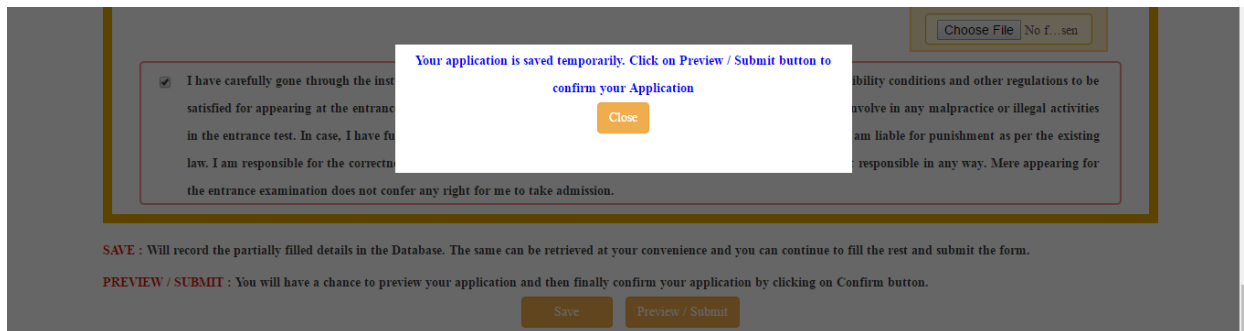 Choose File No f...sen
Your application is saved temporarily. Click on Preview / Submit button to
confirm your Application
Close
I have carefully gone through the inst ibility conditions and other regulations to be
satisfied for appearing at the entranc nvolve in any malpractice or illegal activities
in the entrance test. In case, I have fu am liable for punishment as per the existing
law. I am responsible for the correctn responsible in any way. Mere appearing for
the entrance examination does not confer any right for me to take admission.
SAVE : Will record the partially filled details in the Database. The same can be retrieved at your convenience and you can continue to fill the rest and submit the form.
PREVIEW / SUBMIT : You will have a chance to preview your application and then finally confirm your application by clicking on Confirm button.
Save Preview / Submit